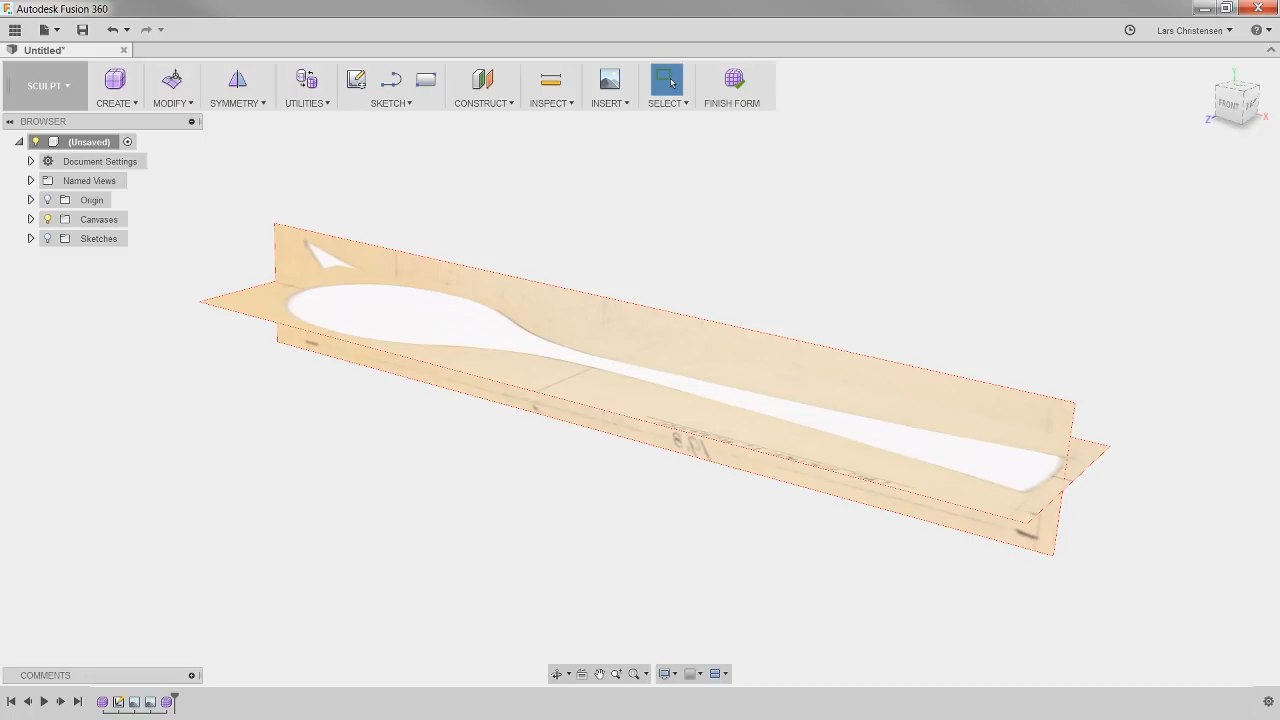 Autodesk Fusion 360
Lars Christensen
Untitled*
SCULPT
CREATE
MODIFY
SYMMETRY
UTILITIES
SKETCH
CONSTRUCT
INSPECT
INSERT
SELECT
FINISH FORM
BROWSER
(Unsaved)
Document Settings
Named Views
Origin
Canvases
Sketches
Y
FRONT
Z
X
COMMENTS